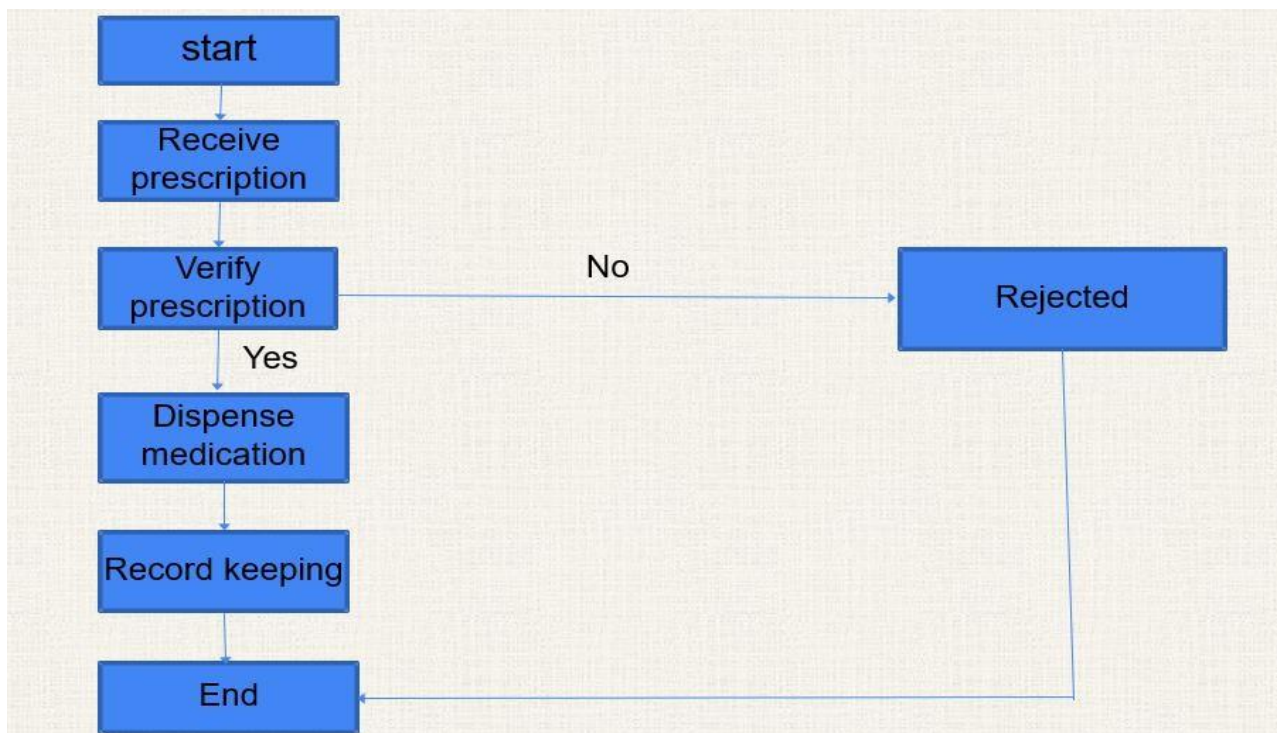 start
Receive
prescription
Verify
prescription
No
Rejected
Yes
Dispense
medication
Record keeping
End